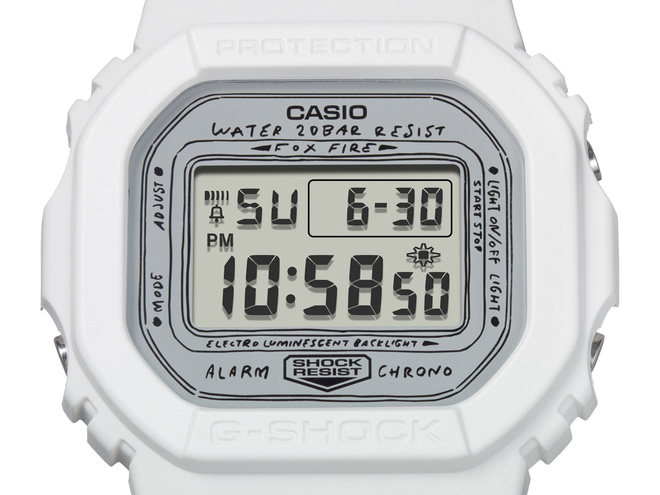 PROTECTION
CASIO
WATER 20BAR RESIST
FOX FIRE
ADJUST
MODE
SU 6-30
PM
10:58 50
LIGHT ON/OFF LIGHT
START STOP
ELECTRO LUMINESCENT BACKLIGHT
ALARM SHOCK RESIST CHRONO
G-SHOCK